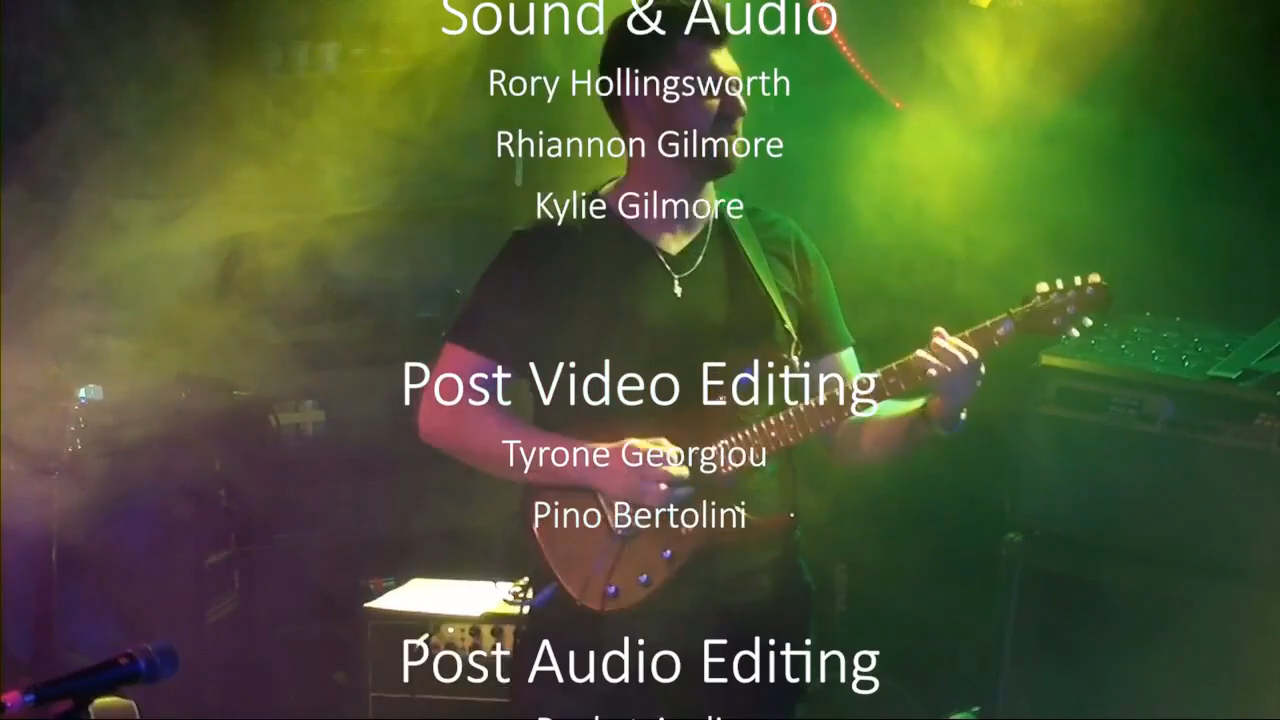 Sound & Audio
Rory Hollingsworth
Rhiannon Gilmore
Kylie Gilmore
Post Video Editing
Tyrone Georgiou
Pino Bertolini
Post Audio Editing